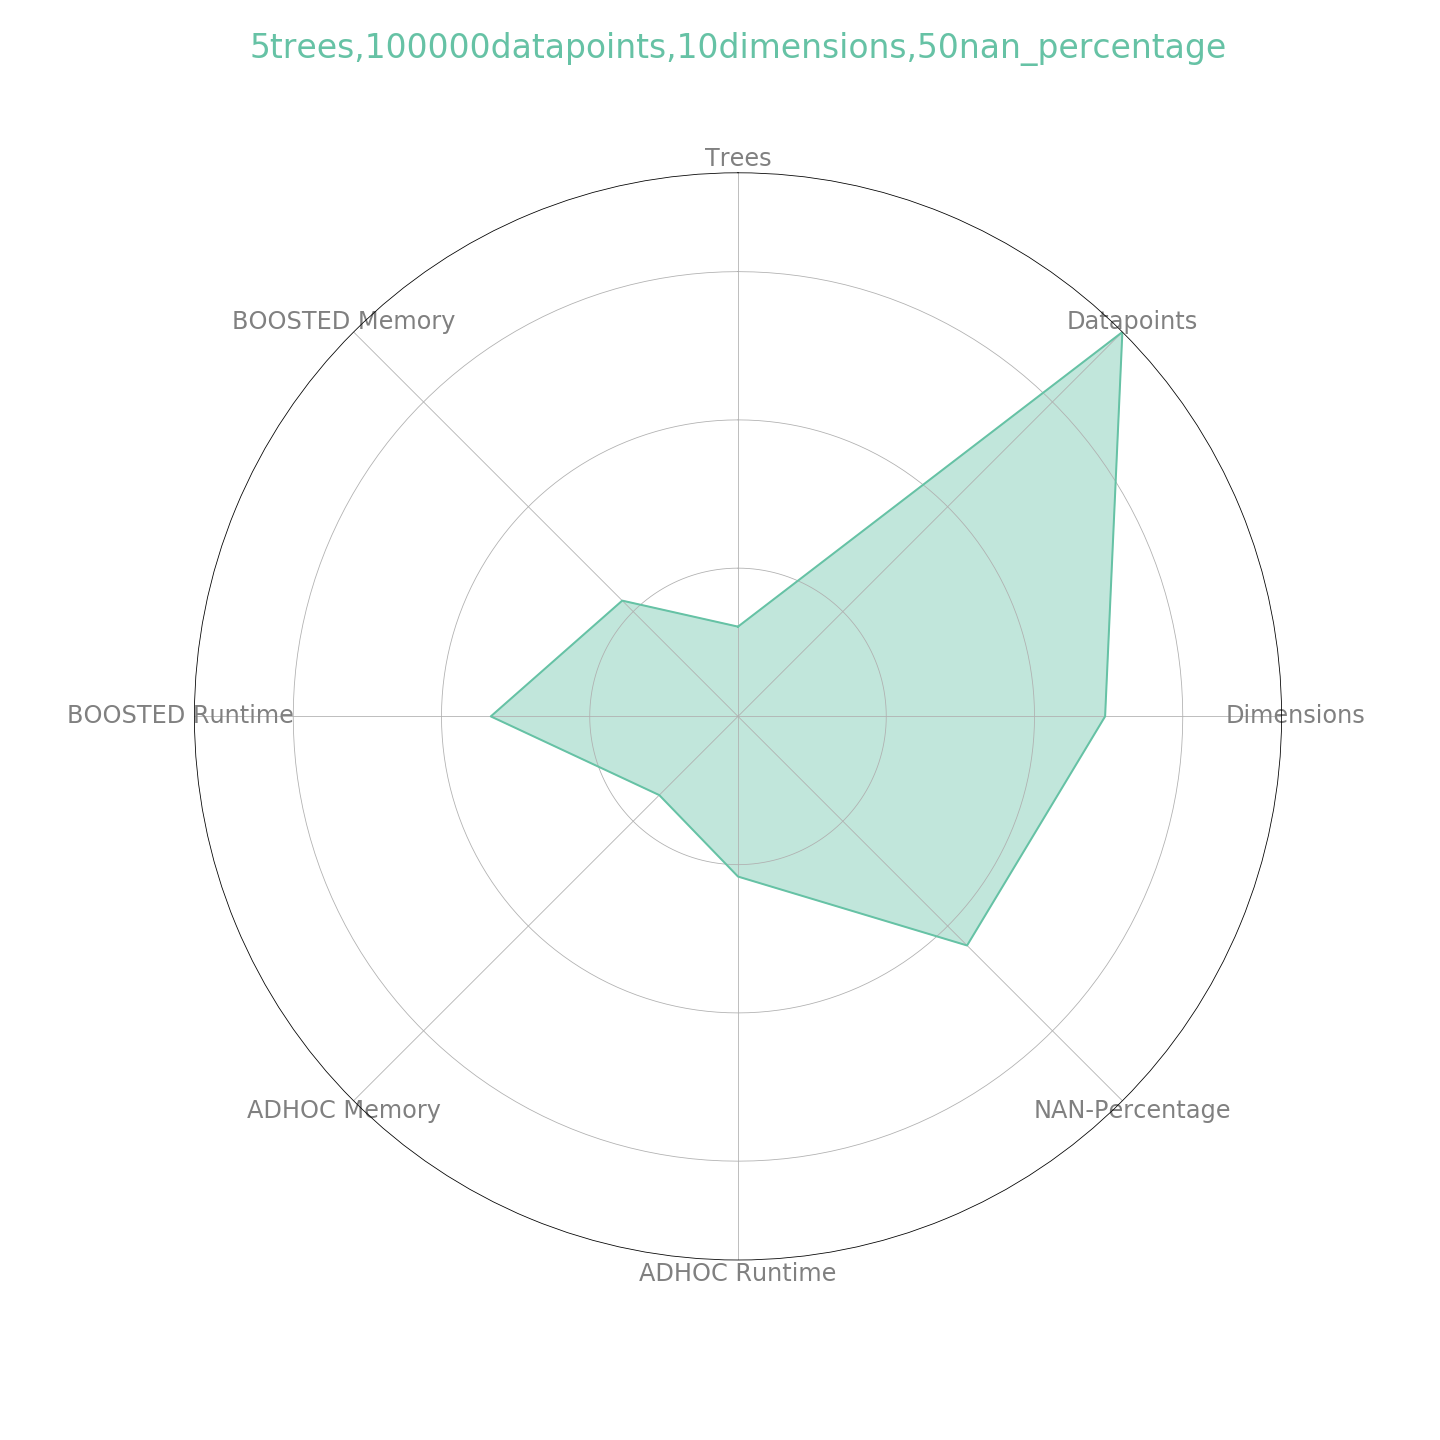 5trees,100000datapoints,10dimensions,50nan_percentage
Trees
BOOSTED Memory
Datapoints
BOOSTED Runtime
Dimensions
ADHOC Memory
NAN-Percentage
ADHOC Runtime